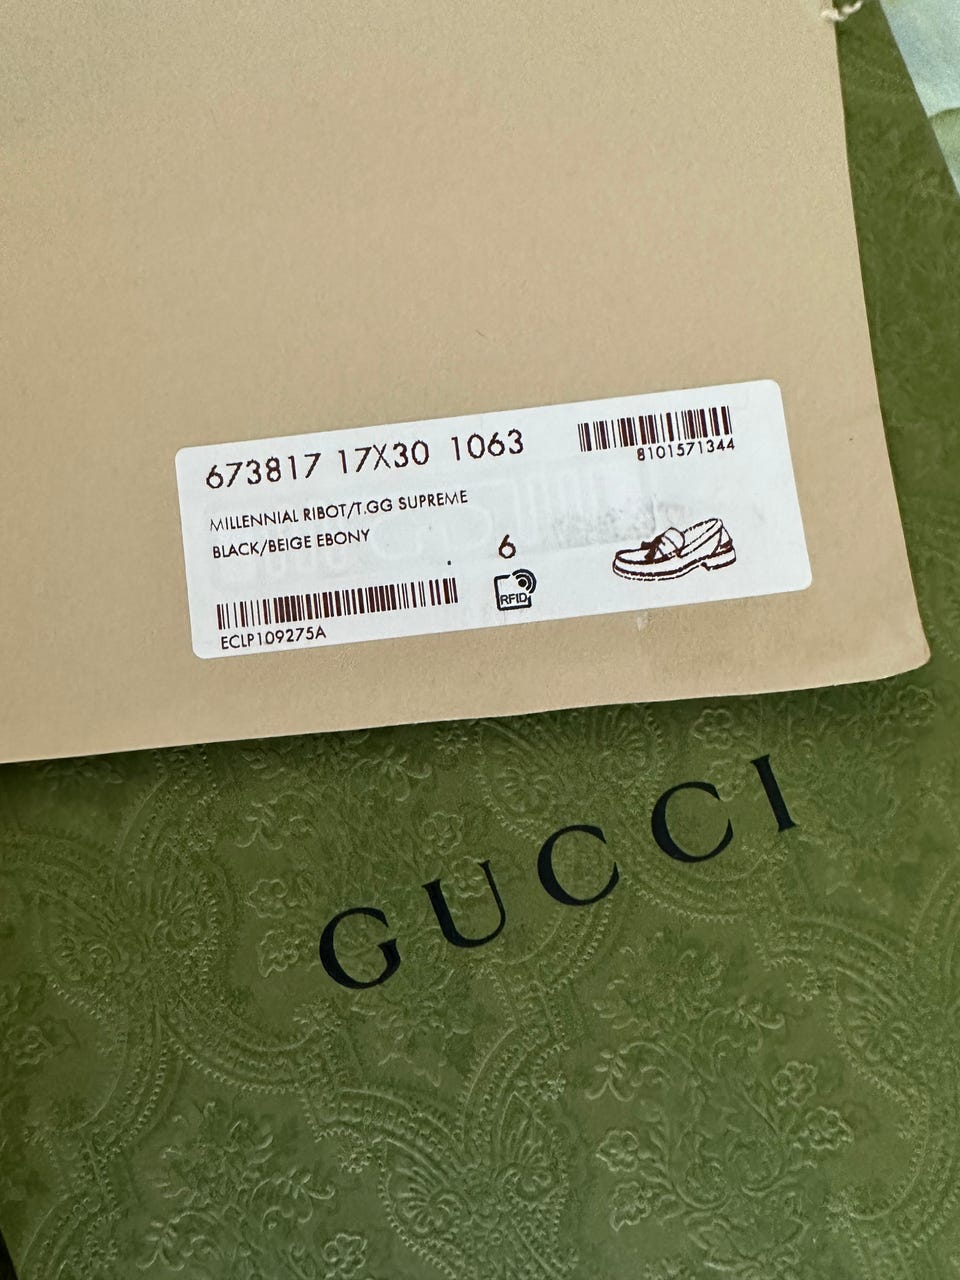 673817 17X30 1063
8101571344
MILLENNIAL RIBOT/T.GG SUPREME
BLACK/BEIGE EBONY
6
RFID
ECLP109275A
GUCCI